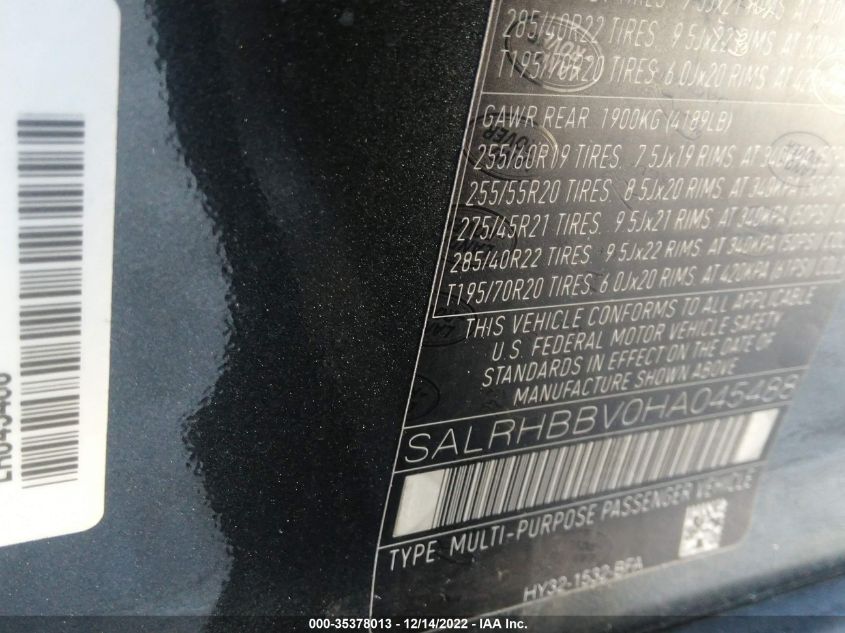 285/40R22 TIRES. 9.5Jx22 RIMS AT
T195/70R20 TIRES. 6.0Jx20 RIMS AT 420KPA
GAWR REAR 1900KG (4189LB)
255/60R19 TIRES. 7.5Jx19 RIMS AT 340KPA
255/55R20 TIRES. 8.5Jx20 RIMS AT 340KPA
275/45R21 TIRES. 9.5Jx21 RIMS AT 340KPA
285/40R22 TIRES. 9.5Jx22 RIMS AT 340KPA
T195/70R20 TIRES. 6.0Jx20 RIMS AT 420KPA (61PSI)
THIS VEHICLE CONFORMS TO ALL APPLICABLE
U.S. FEDERAL MOTOR VEHICLE SAFETY
STANDARDS IN EFFECT ON THE DATE OF
MANUFACTURE SHOWN ABOVE
SALRHBBV0HA045488
TYPE MULTI-PURPOSE PASSENGER VEHICLE
HY32-1532-BFA
000-35378013 - 12/14/2022 - IAA Inc.